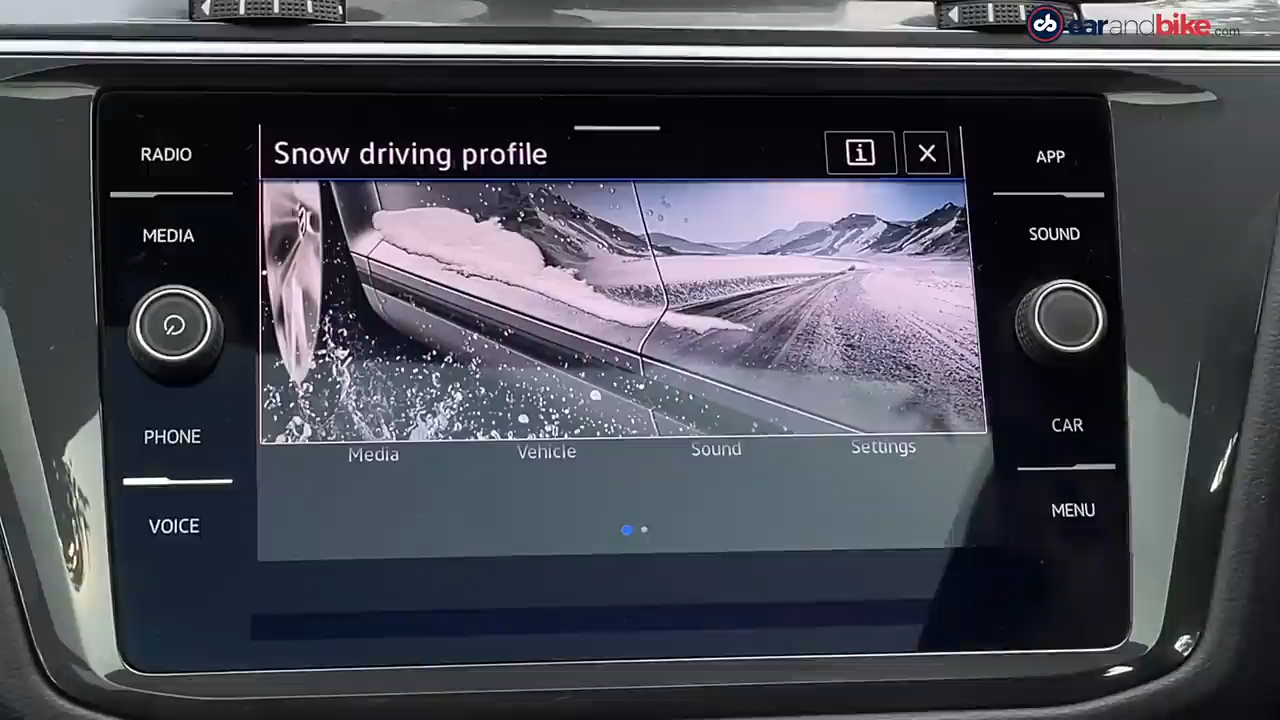 carandbike.com
RADIO
MEDIA
PHONE
VOICE
Snow driving profile
i
Media Vehicle Sound Settings
APP
SOUND
CAR
MENU